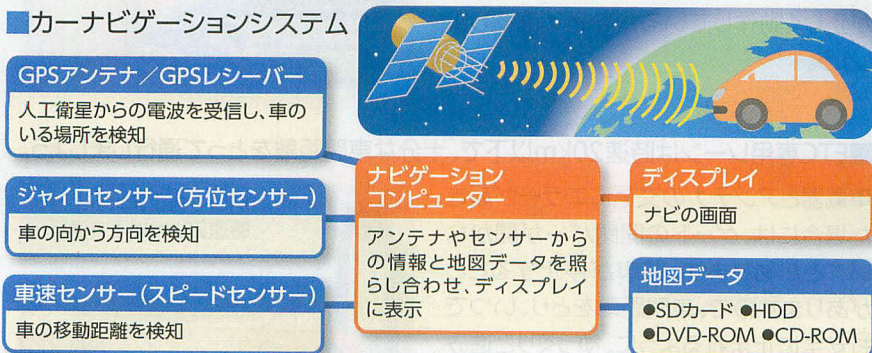 ■カーナビゲーションシステム
GPSアンテナ／GPSレシーバー
人工衛星からの電波を受信し、車の
いる場所を検知
ジャイロセンサー（方位センサー）
車の向かう方向を検知
車速センサー（スピードセンサー）
車の移動距離を検知
ナビゲーション
コンピューター
アンテナやセンサーから
の情報と地図データを照
らし合わせ、ディスプレイ
に表示
ディスプレイ
ナビの画面
地図データ
●SDカード ●HDD
●DVD-ROM ●CD-ROM